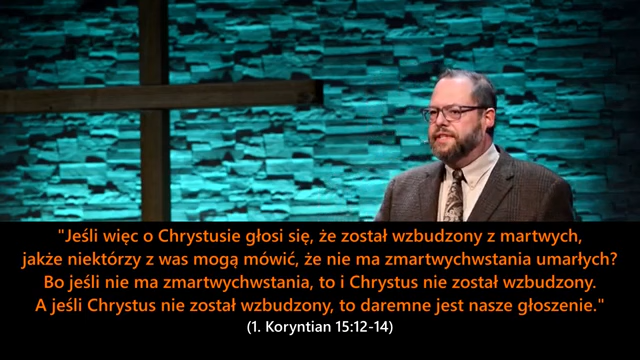 "Jeśli więc o Chrystusie głosi się, że został wzbudzony z martwych,
jakże niektórzy z was mogą mówić, że nie ma zmartwychwstania umarłych?
Bo jeśli nie ma zmartwychwstania, to i Chrystus nie został wzbudzony.
A jeśli Chrystus nie został wzbudzony, to daremne jest nasze głoszenie."
(1. Koryntian 15:12-14)